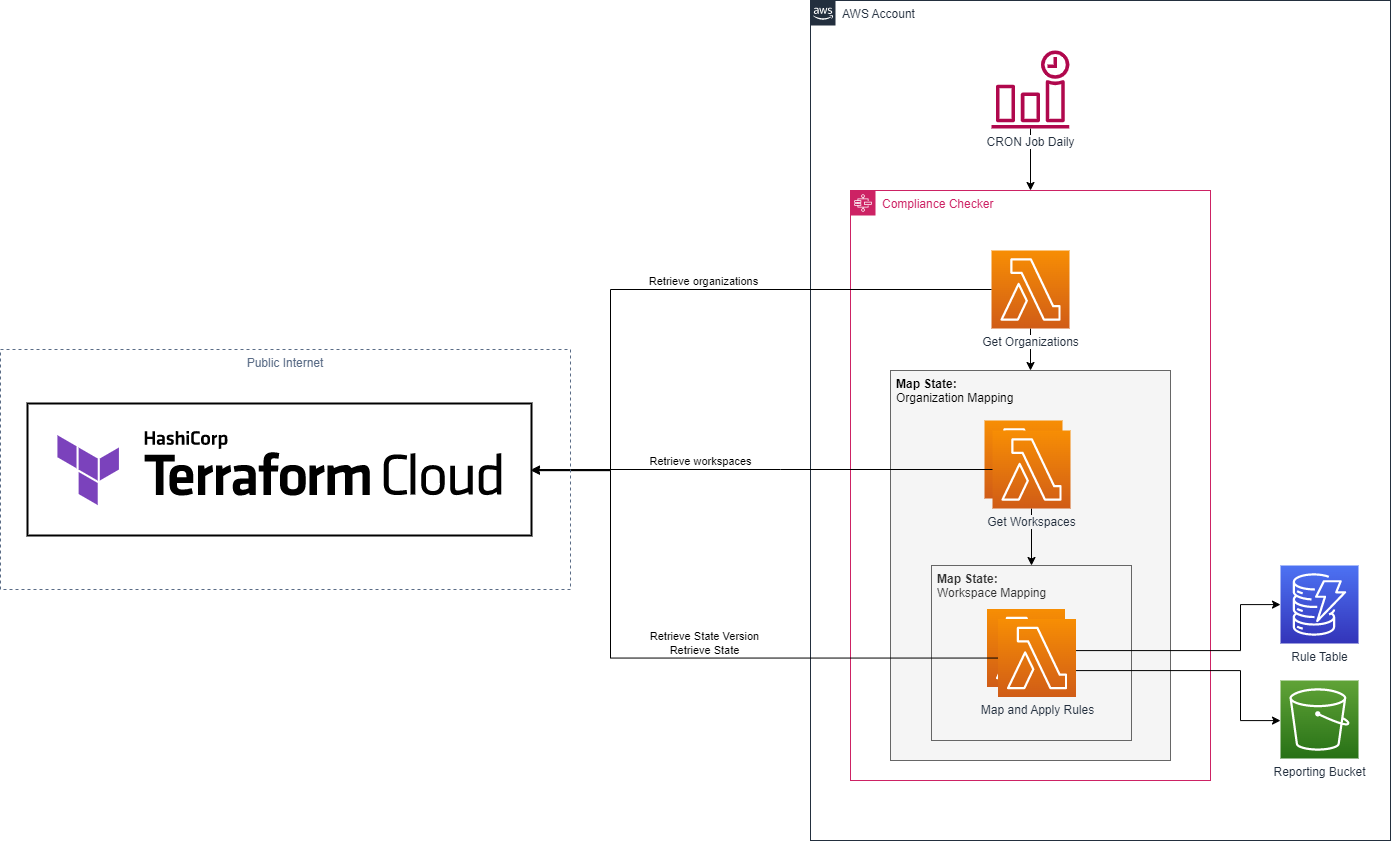 aws
AWS Account
CRON Job Daily
Compliance Checker
Retrieve organizations
Get Organizations
Public Internet
Map State:
Organization Mapping
HashiCorp
Terraform Cloud
Retrieve workspaces
Get Workspaces
Map State:
Workspace Mapping
Retrieve State Version
Retrieve State
Map and Apply Rules
Rule Table
Reporting Bucket